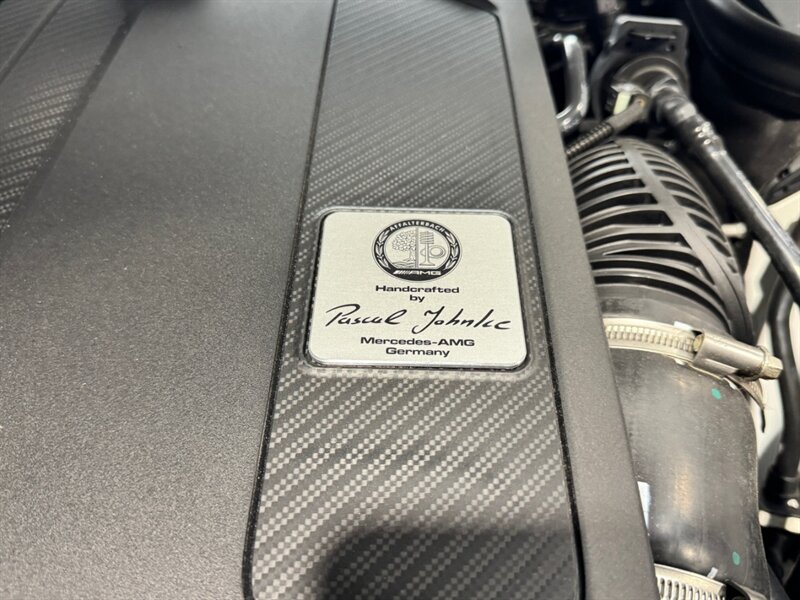 AFFALTERBACH
AMG
Handcrafted
by
Pascal Johnke
Mercedes-AMG
Germany